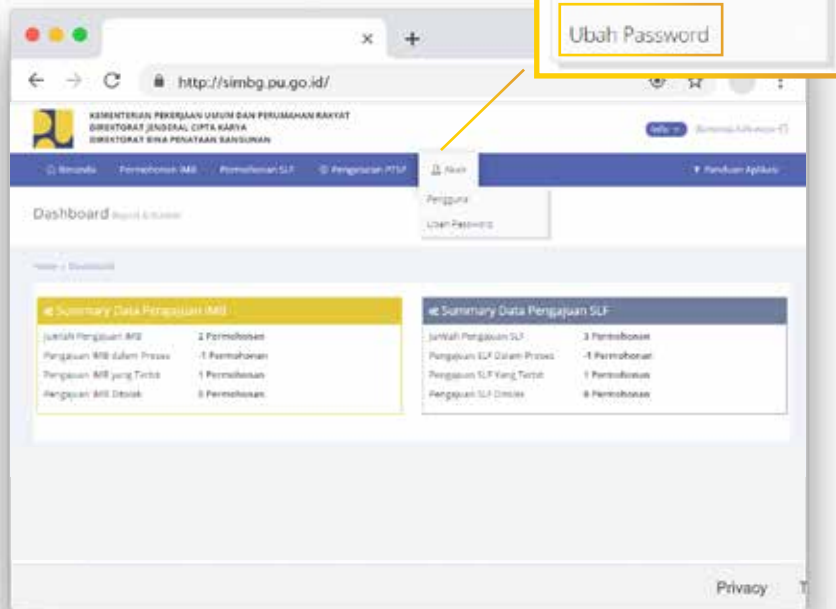 Ubah Password
http://simbg.pu.go.id/
KEMENTERIAN PEKERJAAN UMUM DAN PERUMAHAN RAKYAT
DIREKTORAT JENDERAL CIPTA KARYA
DIREKTORAT BINA PENATAAN BANGUNAN
Beranda Permohonan IMB Permohonan SLF Pengaturan PTSP Akun Panduan Aplikasi
Pengguna
Ubah Password
Dashboard
Home » Dashboard
Summary Data Pengajuan IMB
Jumlah Pengajuan IMB 2 Permohonan
Pengajuan IMB dalam Proses -1 Permohonan
Pengajuan IMB yang Terbit 1 Permohonan
Pengajuan IMB Ditolak 0 Permohonan
Summary Data Pengajuan SLF
Jumlah Pengajuan SLF 3 Permohonan
Pengajuan SLF Dalam Proses -1 Permohonan
Pengajuan SLF Yang Terbit 1 Permohonan
Pengajuan SLF Ditolak 0 Permohonan
Privacy